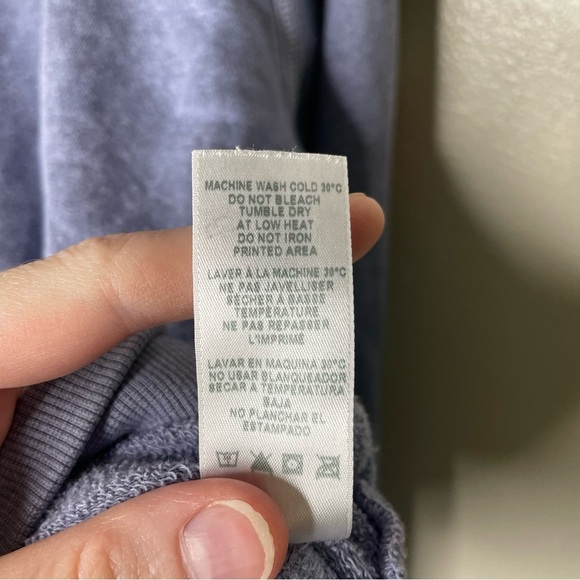 MACHINE WASH COLD 30°C
DO NOT BLEACH
TUMBLE DRY
AT LOW HEAT
DO NOT IRON
PRINTED AREA
LAVER À LA MACHINE 30°C
NE PAS JAVELLISER
SÉCHER À BASSE
TEMPÉRATURE
NE PAS REPASSER
L'IMPRIMÉ
LAVAR EN MAQUINA 30°C
NO USAR BLANQUEADOR
SECAR A TEMPERATURA
BAJA
NO PLANCHAR EL
ESTAMPADO